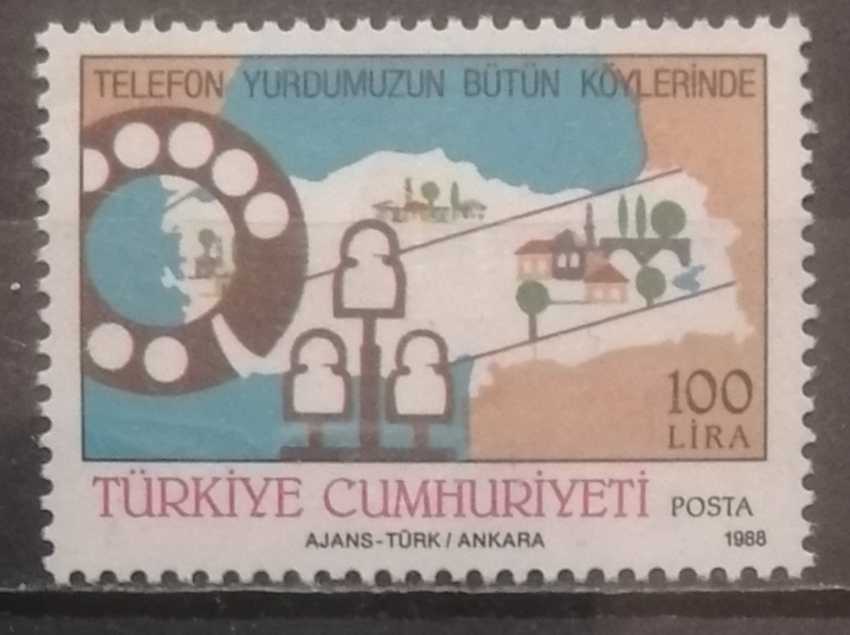 TELEFON YURDUMUZUN BÜTÜN KÖYLERİNDE
100
LİRA
TÜRKİYE CUMHURİYETİ POSTA
AJANS-TÜRK / ANKARA 1988